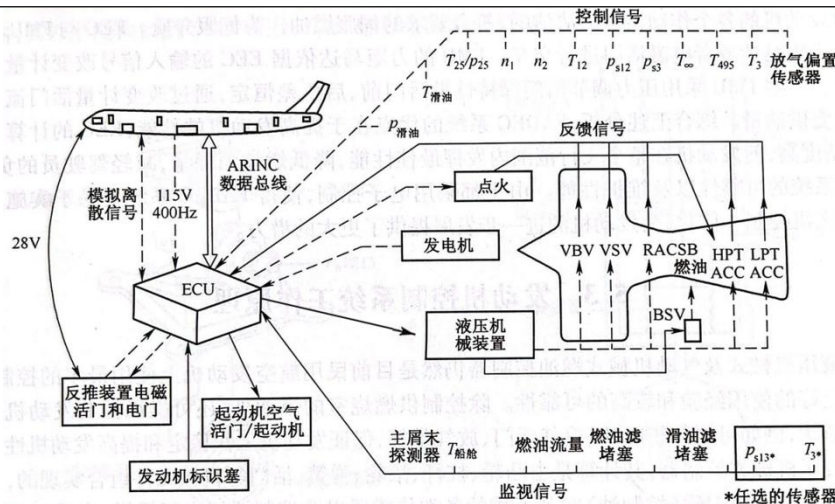 控制信号
T25/p25 n1 n2 T12 ps12 ps3 T∞ T495 T3 放气偏置
传感器
T滑油
p滑油
反馈信号
ARINC
数据总线
模拟离
散信号
115V
400Hz
28V
点火
发电机
VBV VSV RACSB HPT LPT
燃油 ACC ACC
ECU
BSV
液压机
械装置
反推装置电磁
活门和电门
起动机空气
活门/起动机
发动机标识塞
主屑末
探测器
T船舱
燃油流量
燃油滤
堵塞
滑油滤
堵塞
监视信号
ps13* T3*
*任选的传感器